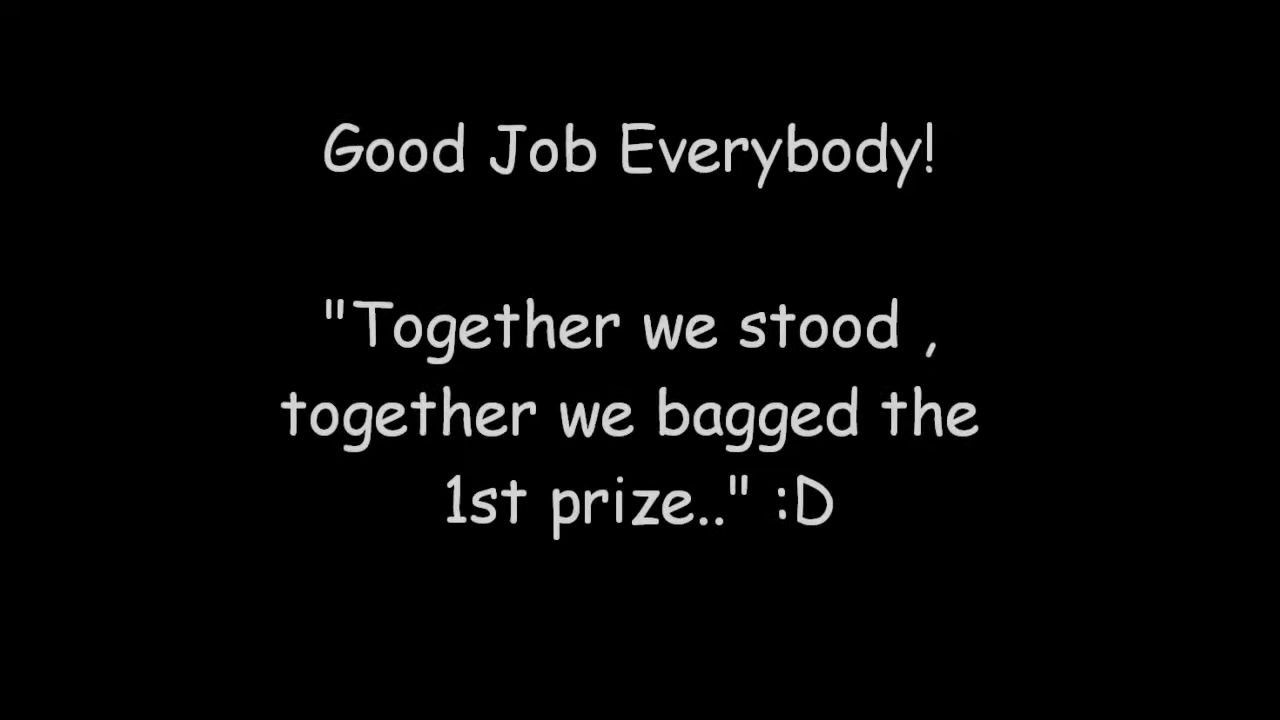 Good Job Everybody!
"Together we stood ,
together we bagged the
1st prize.." :D